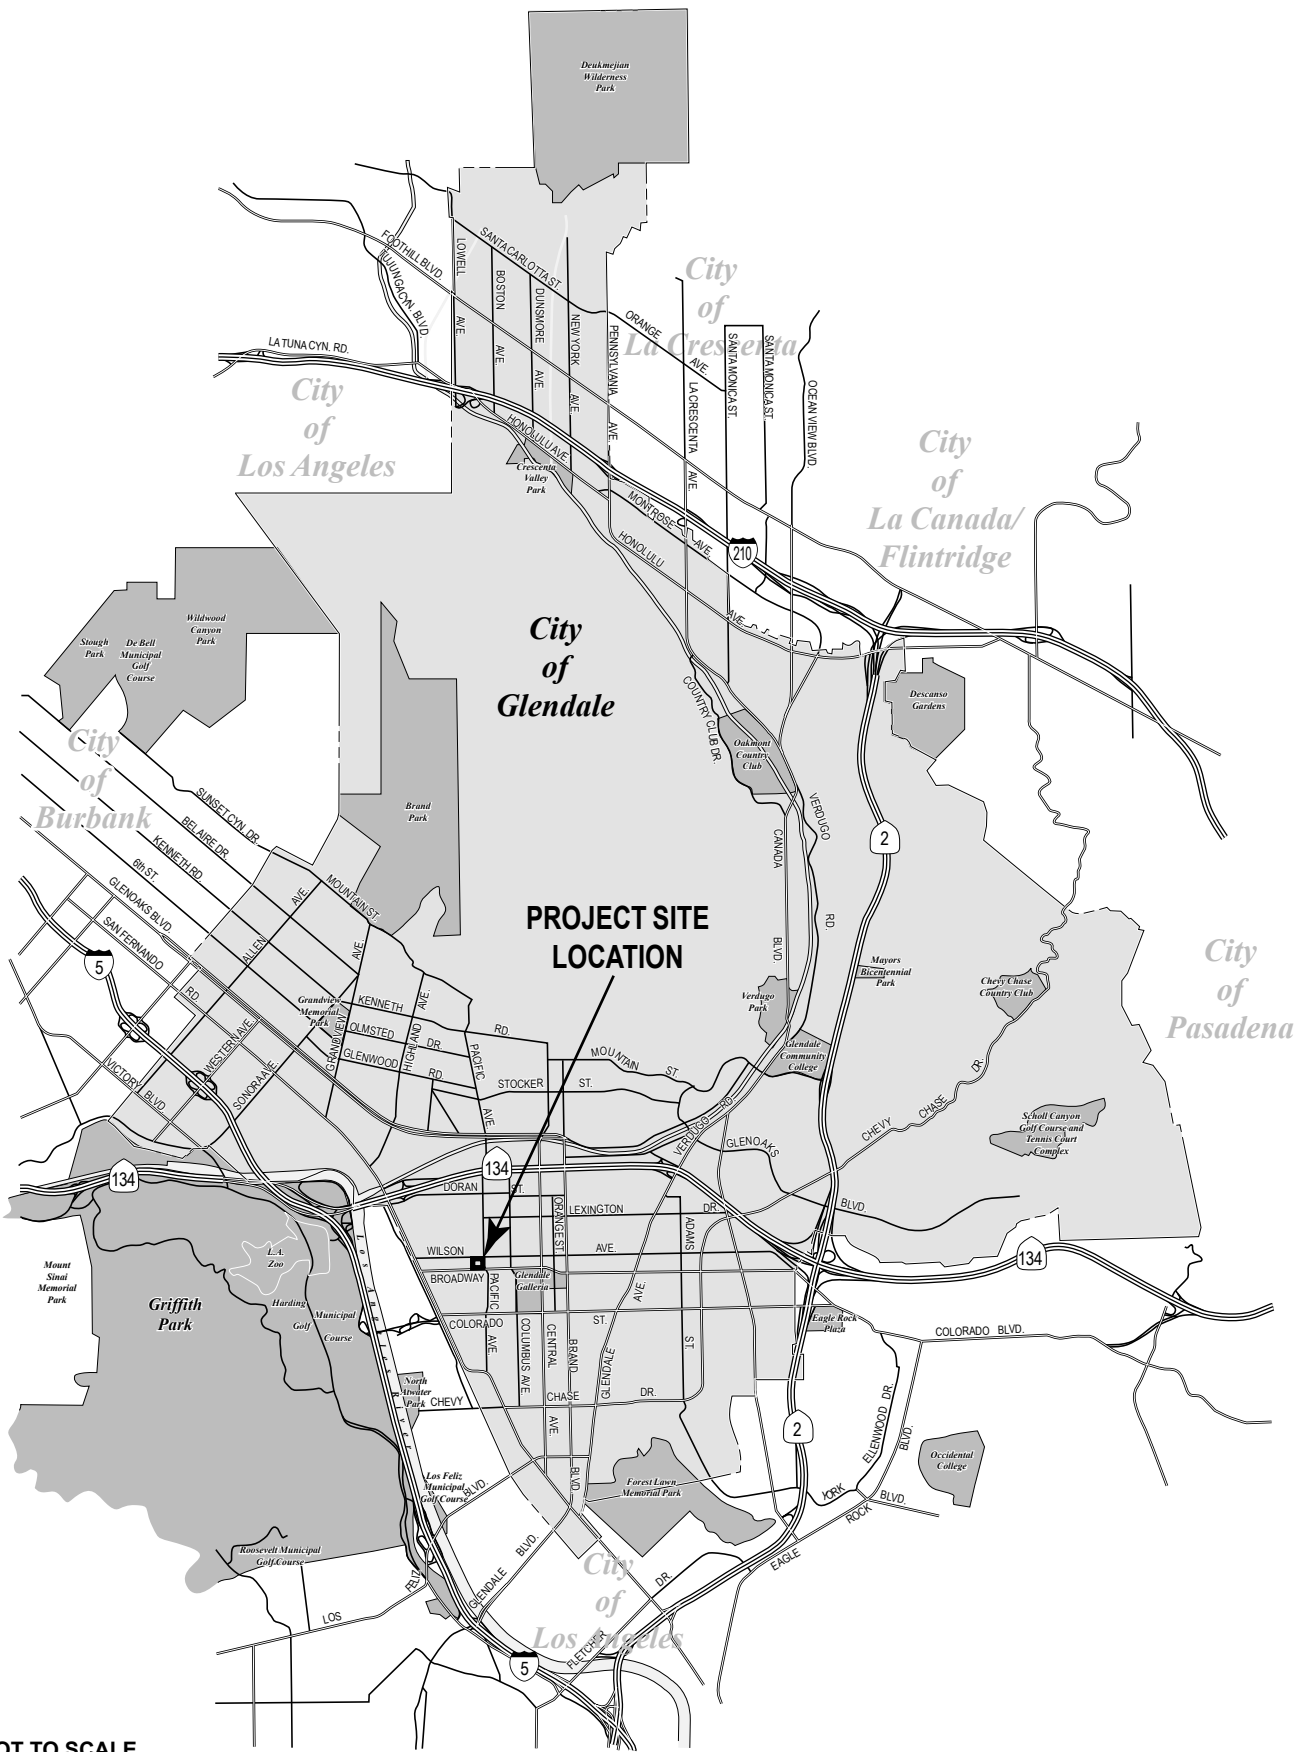 Deukmejian
Wilderness
Park
SANTA CARLOTTA ST.
FOOTHILL BLVD.
TUJUNGA CYN. BLVD.
LOWELL
AVE.
BOSTON
AVE.
DUNSMORE
AVE.
NEW YORK
AVE.
PENNSYLVANIA
AVE.
City
of
La Crescenta
ORANGE
AVE.
LA CRESCENTA
AVE.
SANTA MONICA ST.
SANTA MONICA ST.
OCEAN VIEW BLVD.
LA TUNA CYN. RD.
City
of
Los Angeles
HONOLULU AVE.
Crescenta
Valley
Park
MONTROSE
AVE.
HONOLULU
AVE.
210
City
of
La Canada/
Flintridge
City
of
Glendale
Wildwood
Canyon
Park
Stough
Park
De Bell
Municipal
Golf
Course
COUNTRY CLUB DR.
Descanso
Gardens
Oakmont
Country
Club
City
of
Burbank
SUNSET CYN. DR.
BELAIRE DR.
KENNETH RD.
6th ST.
GLENOAKS BLVD.
SAN FERNANDO
RD.
Brand
Park
VERDUGO
RD.
CANADA
BLVD
2
MOUNTAIN ST.
ALLEN
AVE.
AVE.
PROJECT SITE
LOCATION
5
Mayors
Bicentennial
Park
Verdugo
Park
Chevy Chase
Country Club
City
of
Pasadena
Grandview
Memorial
Park
KENNETH
RD.
OLMSTED
DR.
GLENWOOD
RD.
GRANDVIEW
HIGHLAND
AVE.
PACIFIC
AVE.
WESTERN AVE.
SONORA AVE.
VICTORY BLVD
STOCKER
ST.
MOUNTAIN
ST.
Glendale
Community
College
VERDUGO RD
GLENOAKS
BLVD.
CHEVY
CHASE
DR.
Scholl Canyon
Golf Course and
Tennis Court
Complex
134
134
DORAN
ST.
ORANGE ST.
LEXINGTON
DR.
ADAMS
ST.
WILSON
AVE.
BROADWAY
PACIFIC
AVE.
Glendale
Galleria
134
Mount
Sinai
Memorial
Park
L.A.
Zoo
Griffith
Park
Harding
Golf
Municipal
Course
Los Angeles River
COLORADO
ST.
COLUMBUS AVE.
CENTRAL
AVE.
BRAND
BLVD.
GLENDALE
AVE.
Eagle Rock
Plaza
COLORADO BLVD.
North
Atwater
Park
CHEVY
CHASE
DR.
2
ELLENWOOD DR.
BLVD.
Occidental
College
Los Feliz
Municipal
Golf Course
BLVD.
Forest Lawn
Memorial Park
YORK
BLVD.
ROCK
EAGLE
Roosevelt Municipal
Golf Course
LOS
FELIZ
GLENDALE
BLVD.
City
of
Los Angeles
FLETCHER
DR.
5
OT TO SCALE